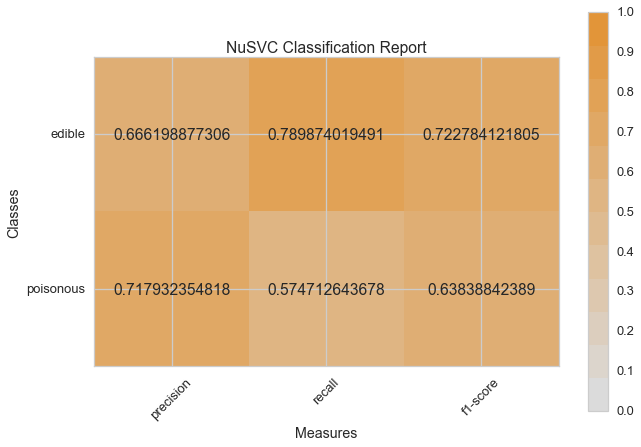 NuSVC Classification Report
1.0
0.9
0.8
0.7
0.6
0.5
0.4
0.3
0.2
0.1
0.0
Classes
edible
0.666198877306 0.789874019491 0.722784121805
poisonous
0.717932354818 0.574712643678 0.63838842389
precision
recall
f1-score
Measures